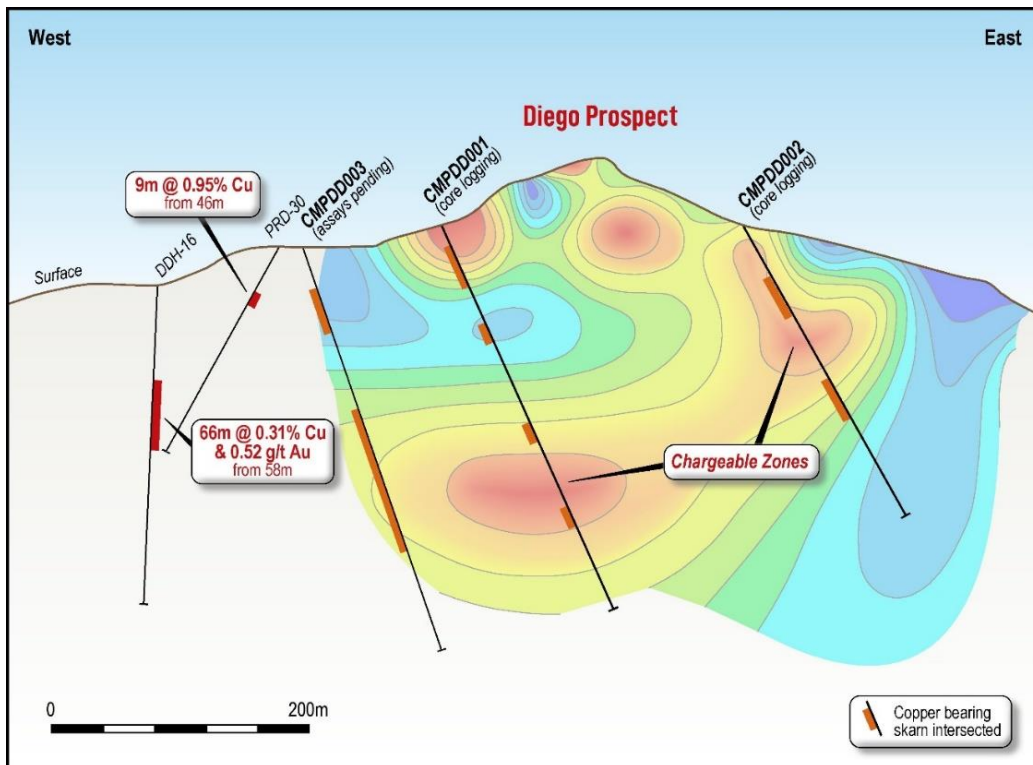 West
East
Diego Prospect
9m @ 0.95% Cu
from 46m
Surface
DDH-16
PRD-30
CMPDD003
(assays pending)
CMPDD001
(core logging)
CMPDD002
(core logging)
66m @ 0.31% Cu
& 0.52 g/t Au
from 58m
Chargeable Zones
0
200m
Copper bearing
skarn intersected